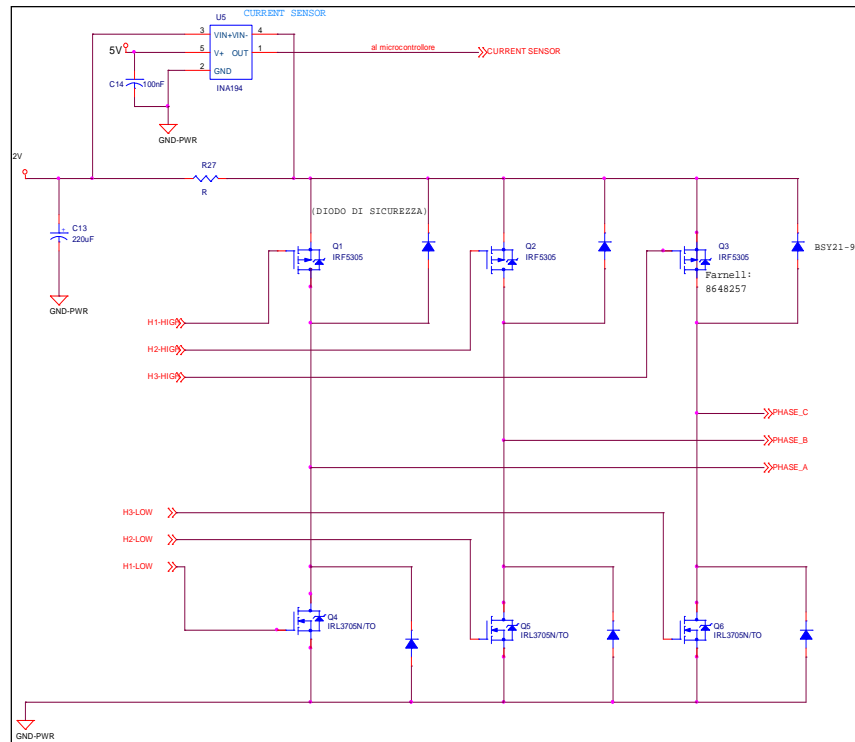 CURRENT SENSOR
U5
3 VIN+ VIN- 4
5V 5 V+ OUT 1 al microcontrollore CURRENT SENSOR
2 GND
C14 100nF
INA194
GND-PWR
2V
R27
R
C13
220uF
GND-PWR
(DIODO DI SICUREZZA)
Q1
IRF5305
Q2
IRF5305
Q3
IRF5305
BSY21-9
Farnell:
8648257
H1-HIGH
H2-HIGH
H3-HIGH
PHASE_C
PHASE_B
PHASE_A
H3-LOW
H2-LOW
H1-LOW
Q4
IRL3705N/TO
Q5
IRL3705N/TO
Q6
IRL3705N/TO
GND-PWR